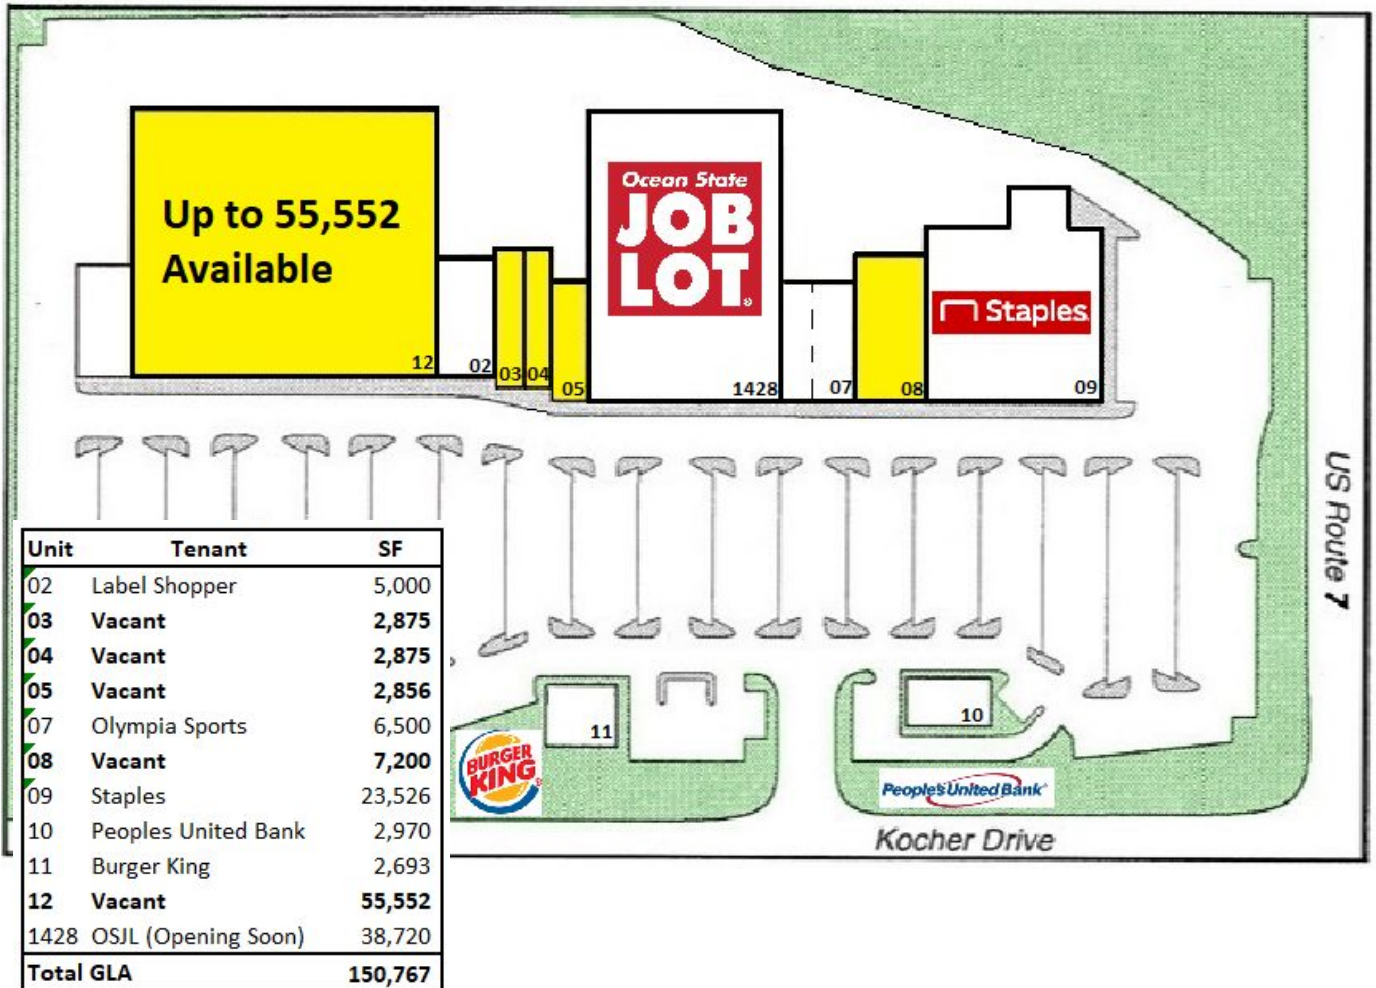 Up to 55,552
Available
12
02
03
04
05
Ocean State
JOB
LOT®
1428
07
08
Staples
09
US Route 7
Unit Tenant SF
02 Label Shopper 5,000
03 Vacant 2,875
04 Vacant 2,875
05 Vacant 2,856
07 Olympia Sports 6,500
08 Vacant 7,200
09 Staples 23,526
10 Peoples United Bank 2,970
11 Burger King 2,693
12 Vacant 55,552
1428 OSJL (Opening Soon) 38,720
Total GLA 150,767
11
10
BURGER
KING®
People's United Bank
Kocher Drive